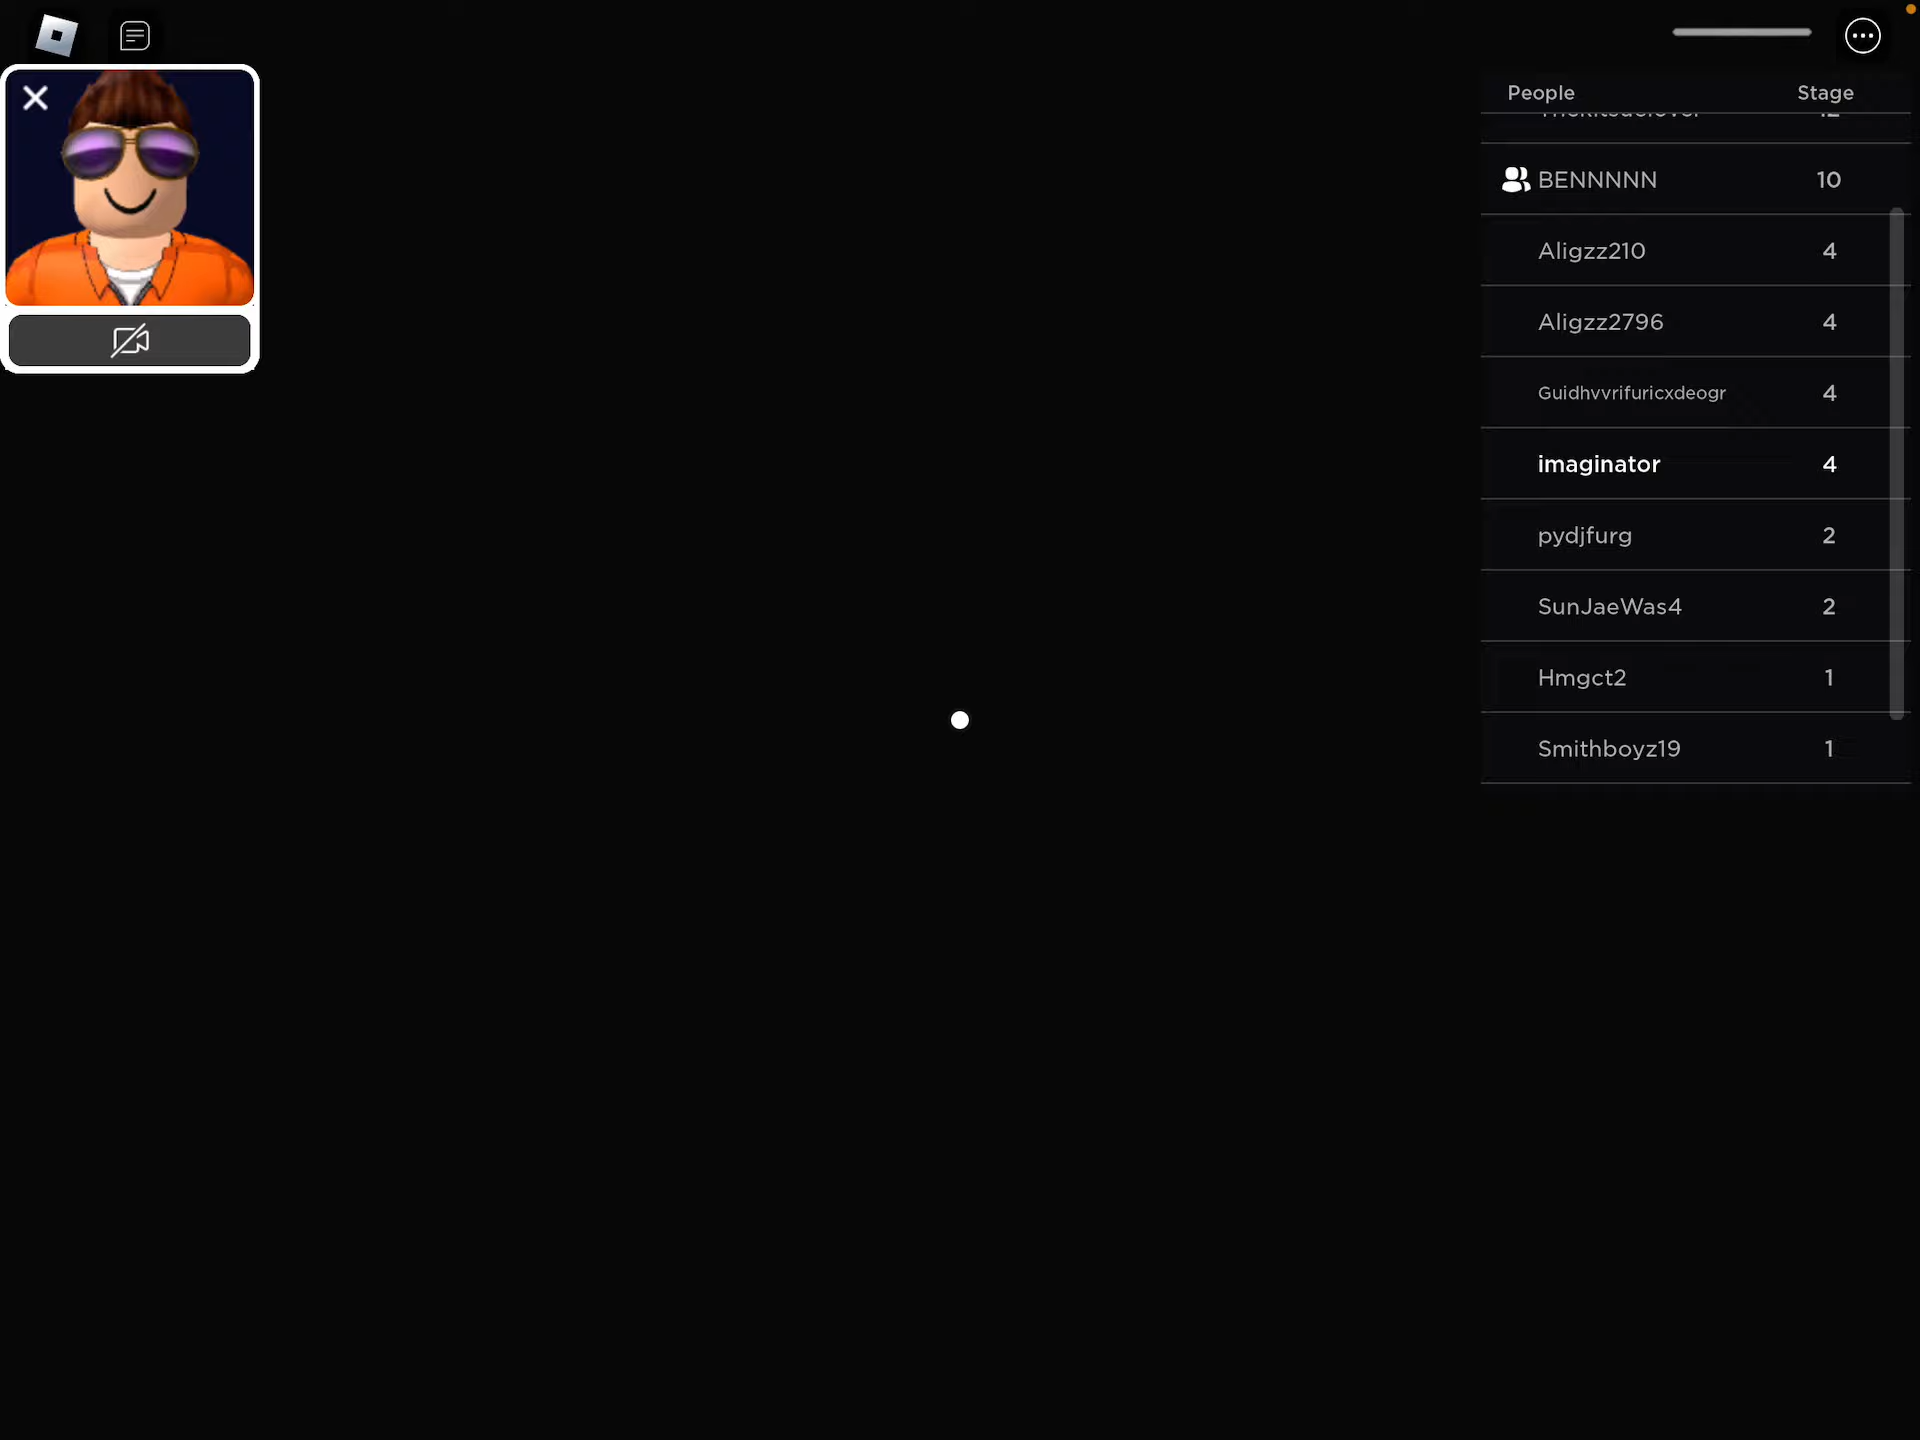 People Stage
BENNNNN 10
Aligzz210 4
Aligzz2796 4
Guidhvvrifuricxdeogr 4
imaginator 4
pydjfurg 2
SunJaeWas4 2
Hmgct2 1
Smithboyz19 1